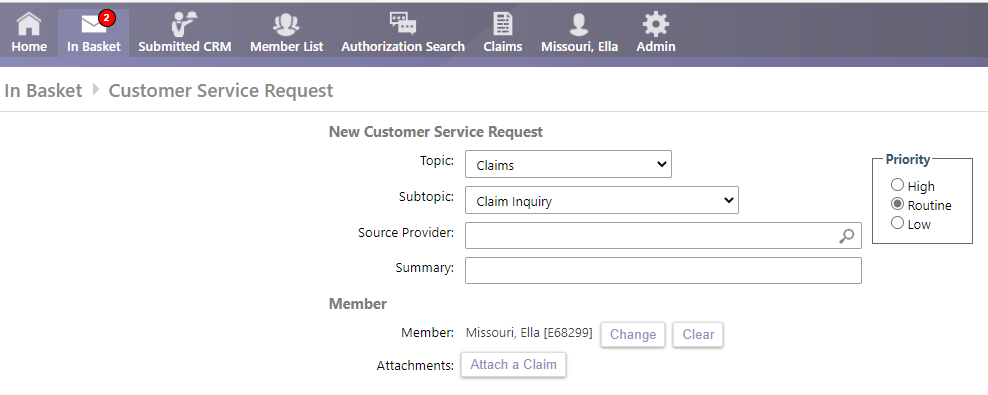 2
Home In Basket Submitted CRM Member List Authorization Search Claims Missouri, Ella Admin
In Basket Customer Service Request
New Customer Service Request
Topic: Claims
Priority
High
Subtopic: Claim Inquiry
Routine
Low
Source Provider:
Summary:
Member
Member: Missouri, Ella [E68299] Change Clear
Attachments: Attach a Claim